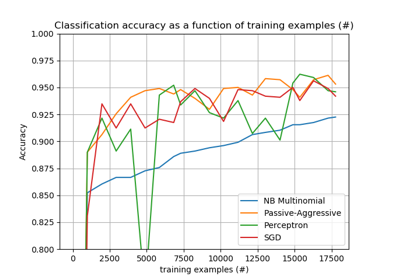 Classification accuracy as a function of training examples (#)
1.000
0.975
0.950
0.925
0.900
0.875
0.850
0.825
0.800
Accuracy
NB Multinomial
Passive-Aggressive
Perceptron
SGD
0 2500 5000 7500 10000 12500 15000 17500
training examples (#)